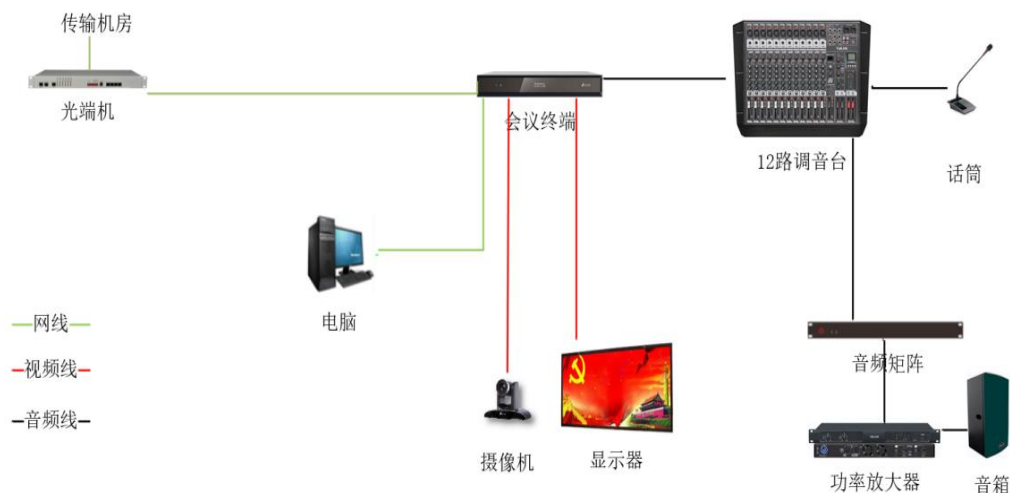 传输机房
光端机
会议终端
12路调音台
话筒
电脑
网线
视频线
音频线
摄像机
显示器
音频矩阵
功率放大器
音箱